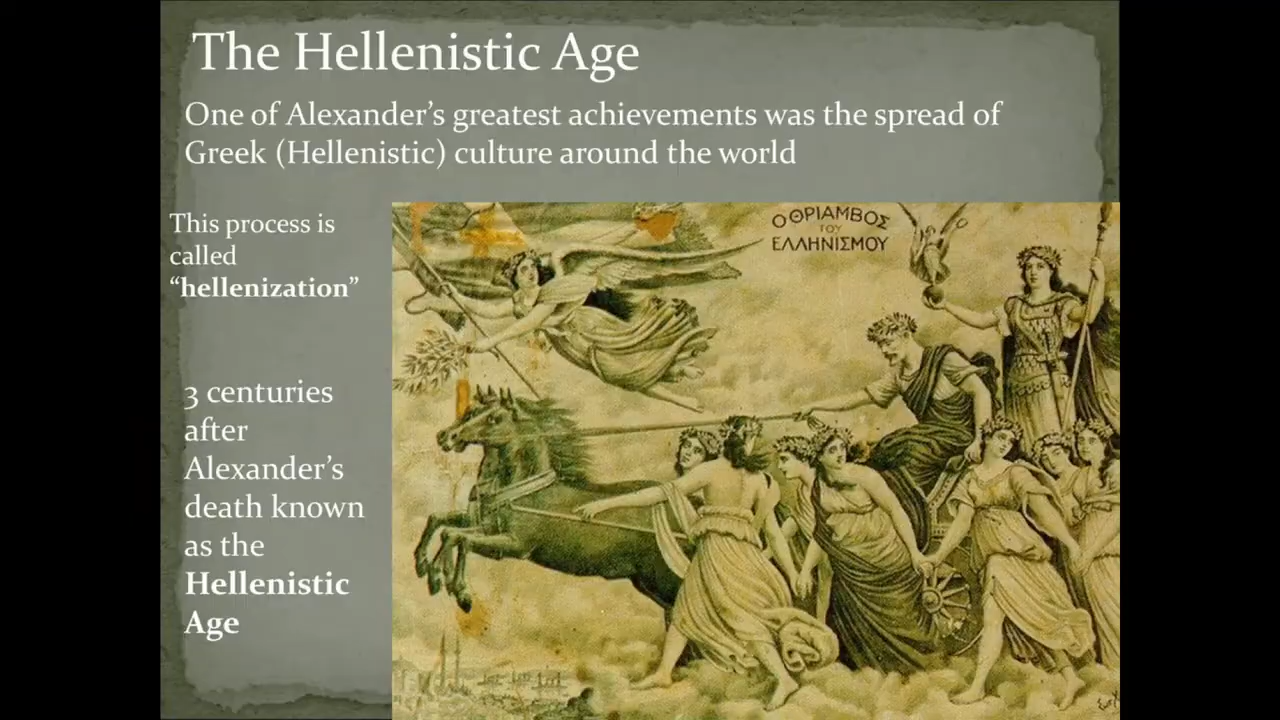 The Hellenistic Age
One of Alexander's greatest achievements was the spread of
Greek (Hellenistic) culture around the world
This process is
called
“hellenization”
3 centuries
after
Alexander's
death known
as the
Hellenistic
Age
Ο ΘΡΙΑΜΒΟΣ
ΤΟΥ
ΕΛΛΗΝΙΣΜΟΥ